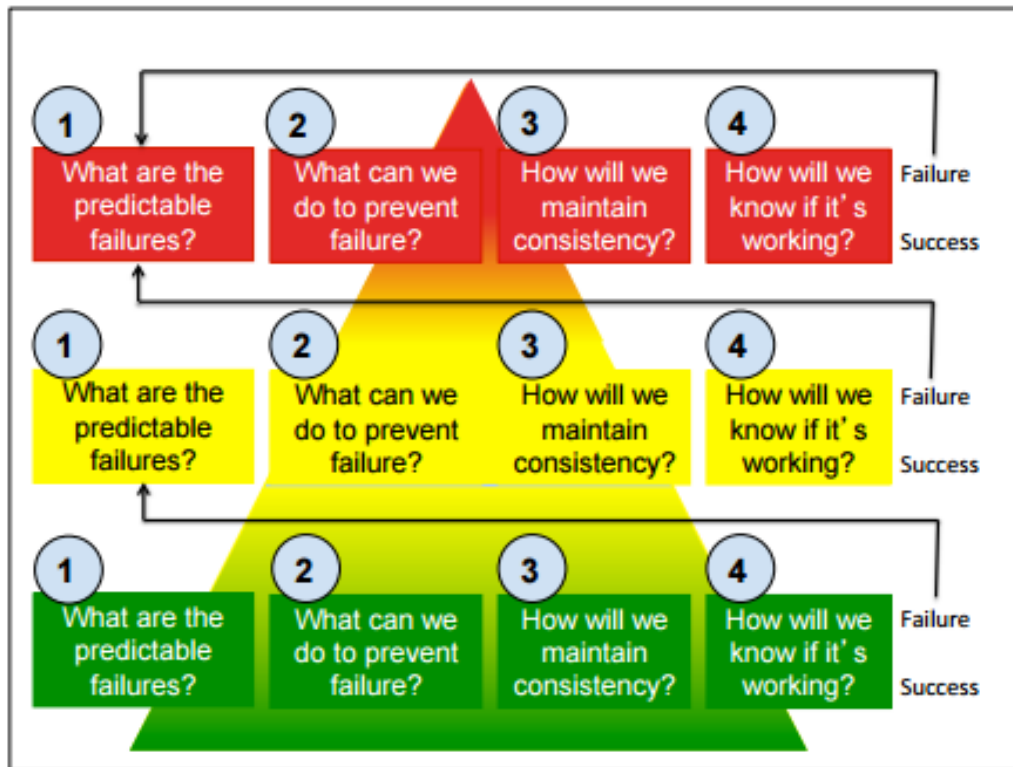 1
2
3
4
What are the
predictable
failures?
What can we
do to prevent
failure?
How will we
maintain
consistency?
How will we
know if it's
working?
Failure
Success
1
2
3
4
What are the
predictable
failures?
What can we
do to prevent
failure?
How will we
maintain
consistency?
How will we
know if it's
working?
Failure
Success
1
2
3
4
What are the
predictable
failures?
What can we
do to prevent
failure?
How will we
maintain
consistency?
How will we
know if it's
working?
Failure
Success